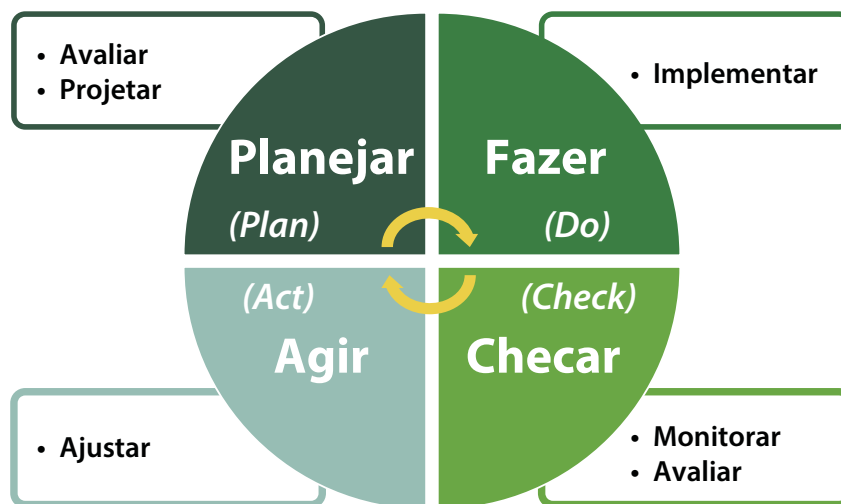 • Avaliar
• Projetar
Planejar
(Plan)
• Implementar
Fazer
(Do)
(Act)
Agir
• Ajustar
(Check)
Checar
• Monitorar
• Avaliar